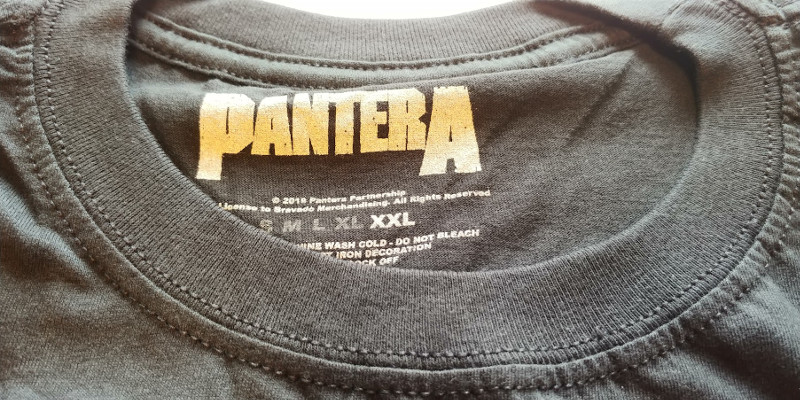 PANTERA
© 2016 Pantera Partnership
License to Bravado Merchandising. All Rights Reserved
S M L XL XXL
WASH COLD - DO NOT BLEACH
IRON DECORATION
OFF